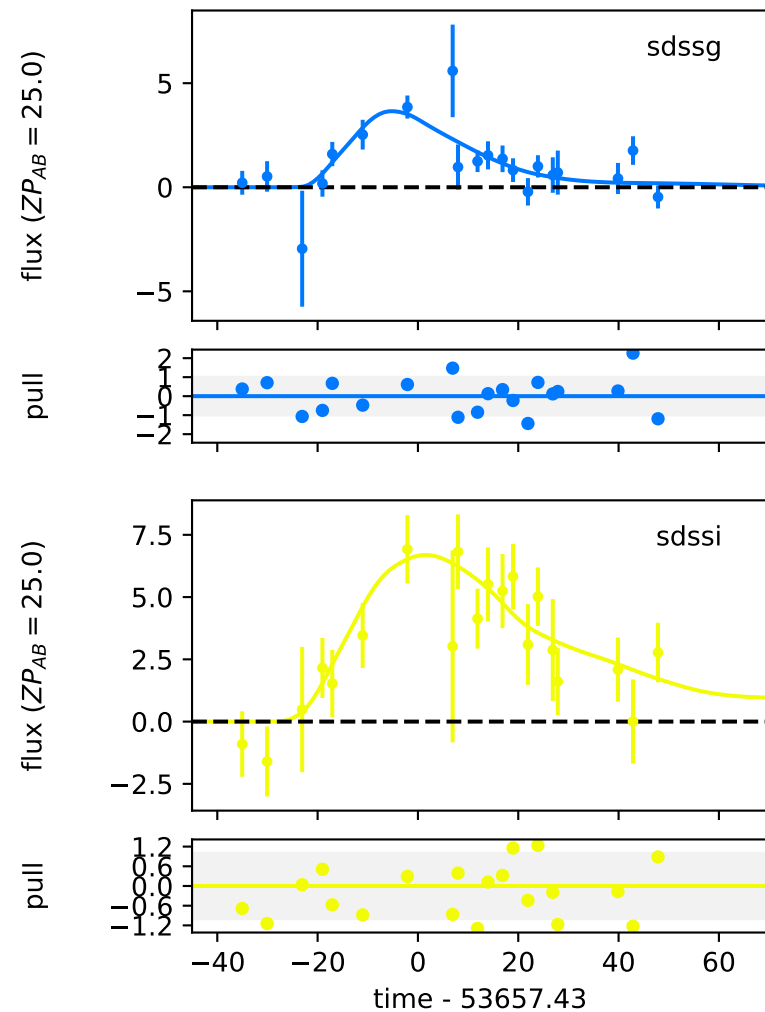 sdssg
flux (ZP_AB = 25.0)
5
0
−5
pull
2
1
0
−1
−2
sdssi
flux (ZP_AB = 25.0)
7.5
5.0
2.5
0.0
−2.5
pull
1.2
0.6
0.0
−0.6
−1.2
−40 −20 0 20 40 60
time - 53657.43